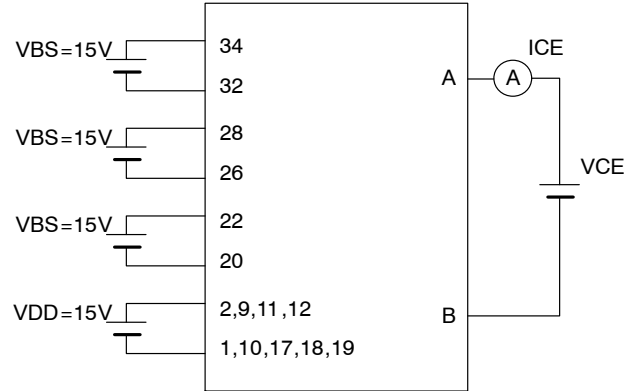 VBS=15V
34
32
VBS=15V
28
26
VBS=15V
22
20
VDD=15V
2,9,11,12
1,10,17,18,19
A
ICE
A
VCE
B